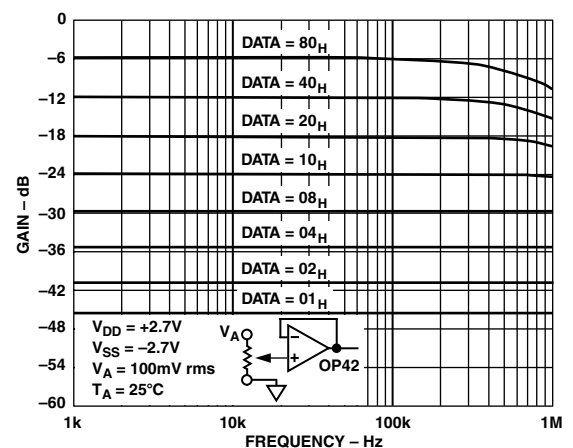 0
–6
–12
–18
–24
–30
–36
–42
–48
–54
–60
GAIN – dB
DATA = 80H
DATA = 40H
DATA = 20H
DATA = 10H
DATA = 08H
DATA = 04H
DATA = 02H
DATA = 01H
VDD = +2.7V
VSS = –2.7V
VA = 100mV rms
TA = 25°C
VA
–
+
OP42
1k 10k 100k 1M
FREQUENCY – Hz